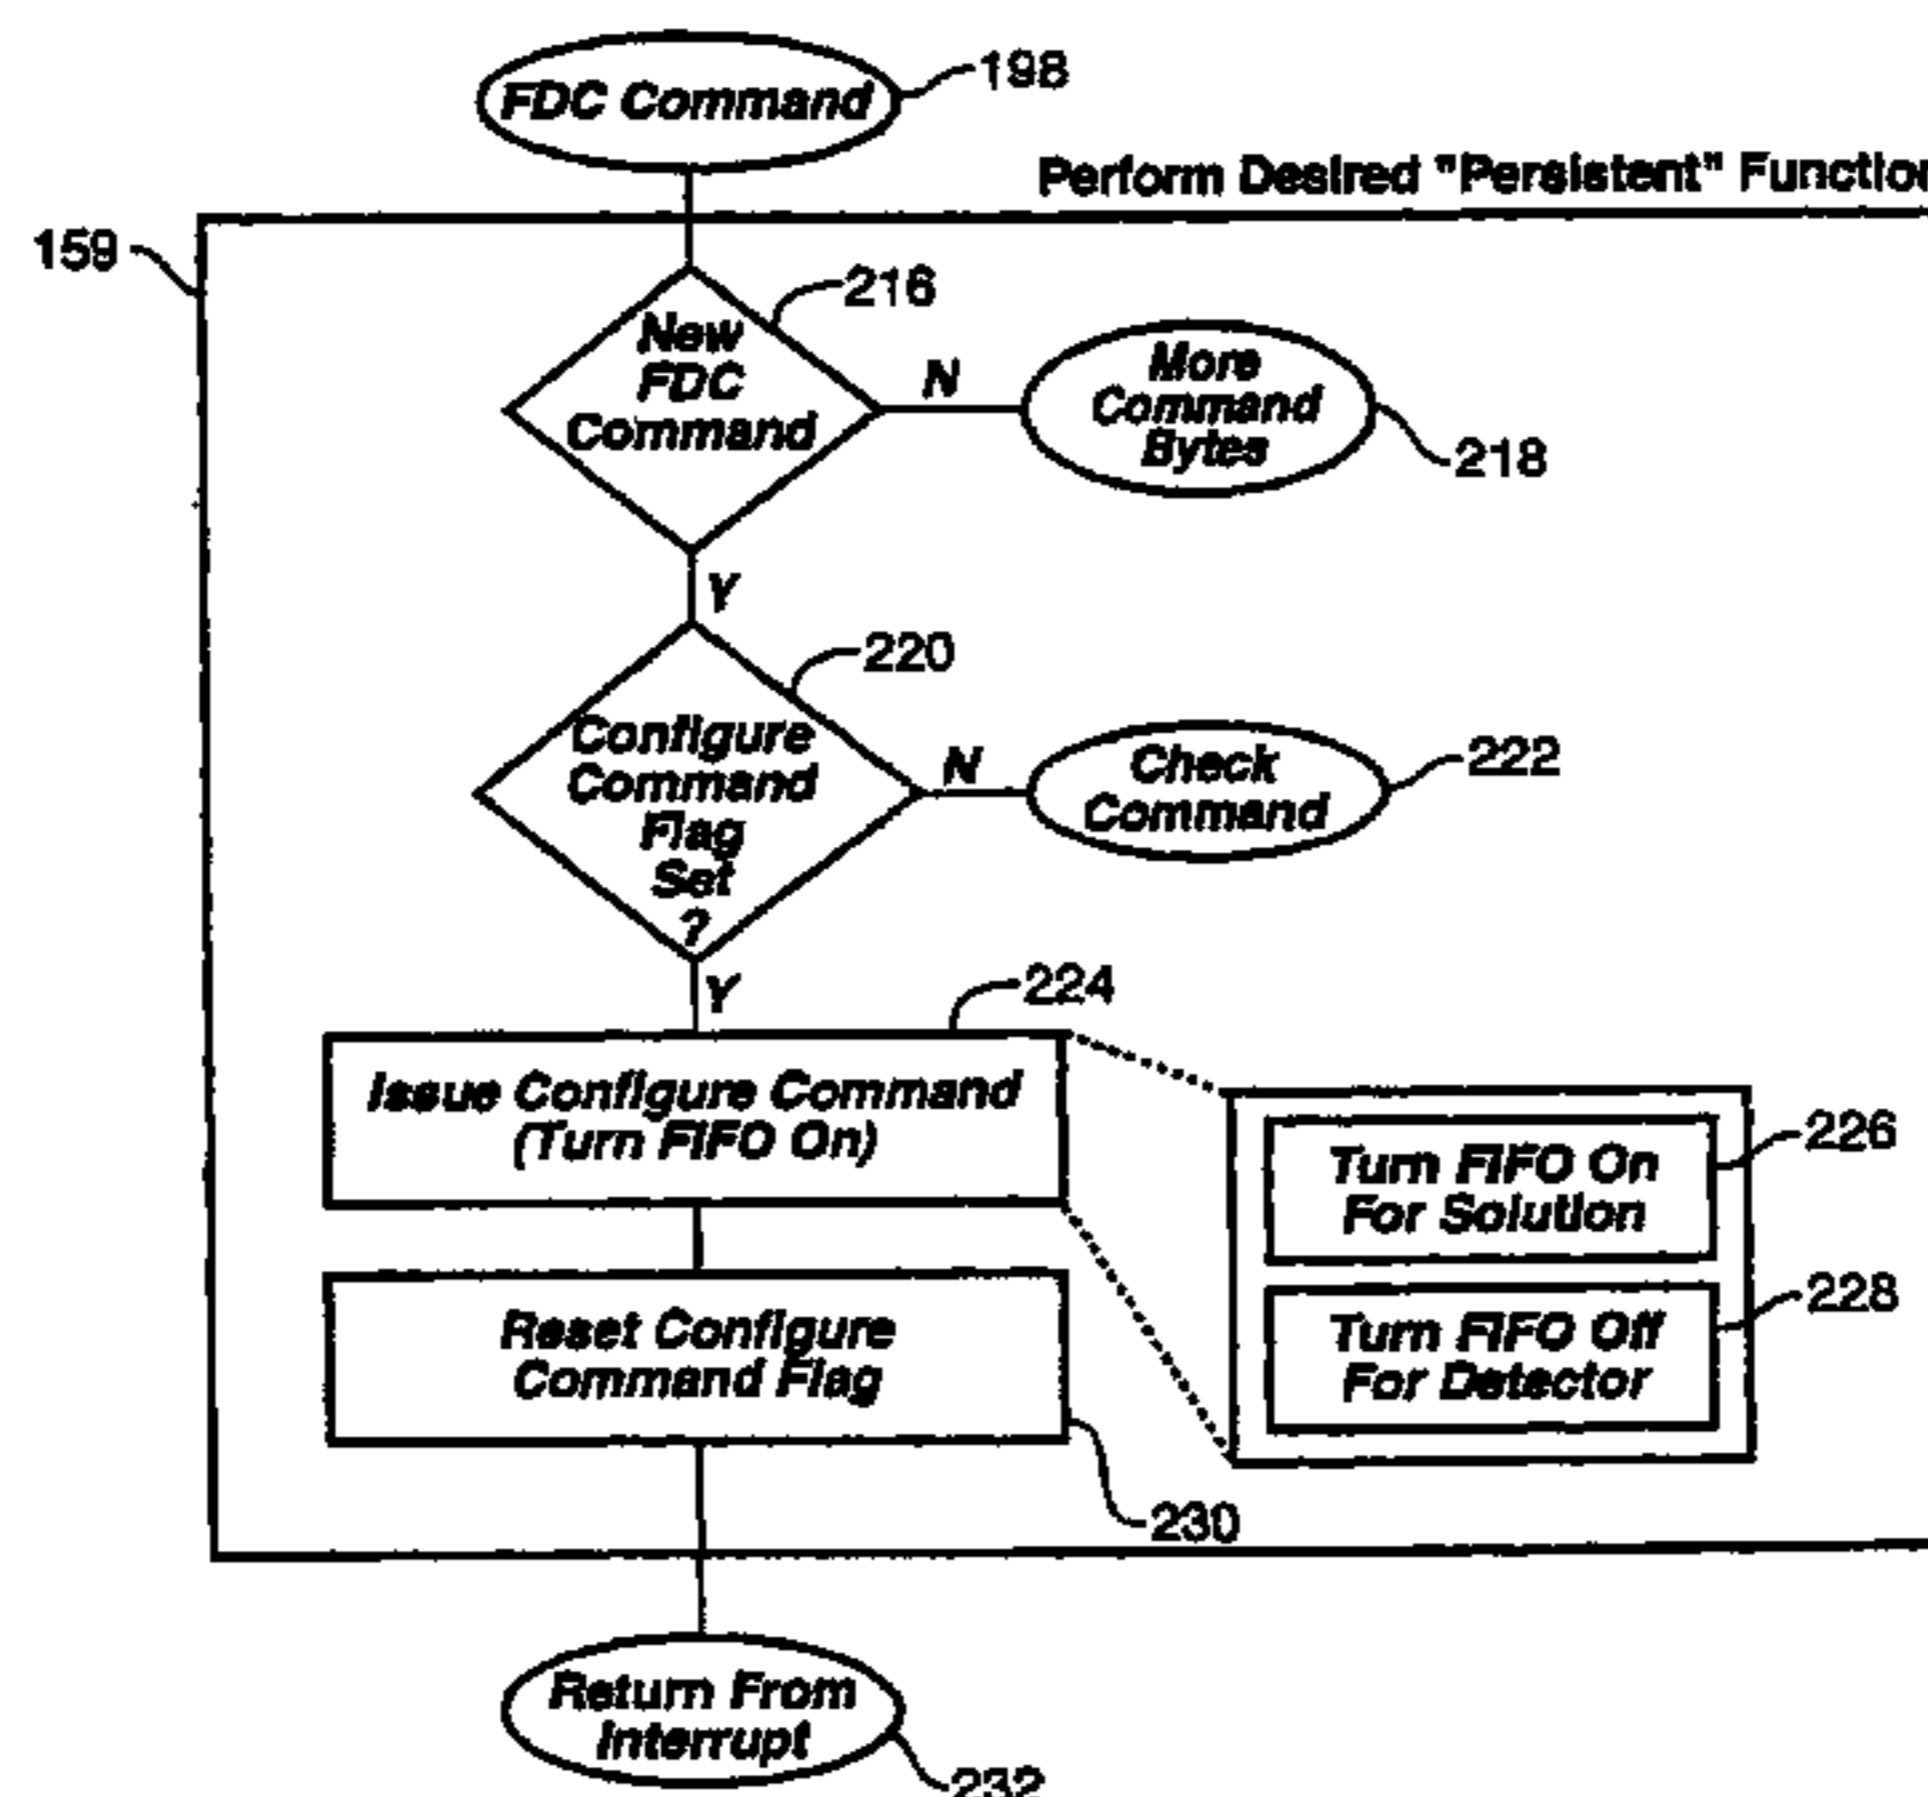 FDC Command
198
Perform Desired "Persistent" Function
159
216
New
FDC
Command
N
More
Command
Bytes
218
Y
220
Configure
Command
Flag
Set
?
N
Check
Command
222
Y
224
Issue Configure Command
(Turn FIFO On)
226
Turn FIFO On
For Solution
228
Turn FIFO Off
For Detector
Reset Configure
Command Flag
230
Return From
Interrupt
232